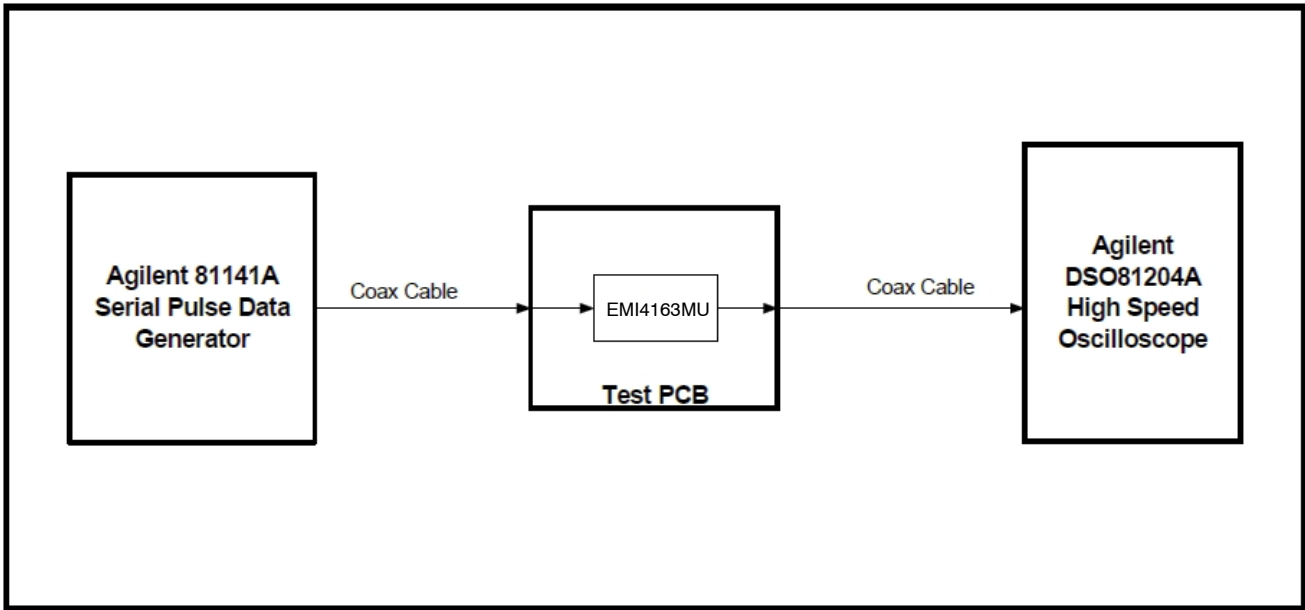 Agilent 81141A
Serial Pulse Data
Generator
Coax Cable
EMI4163MU
Test PCB
Coax Cable
Agilent
DSO81204A
High Speed
Oscilloscope